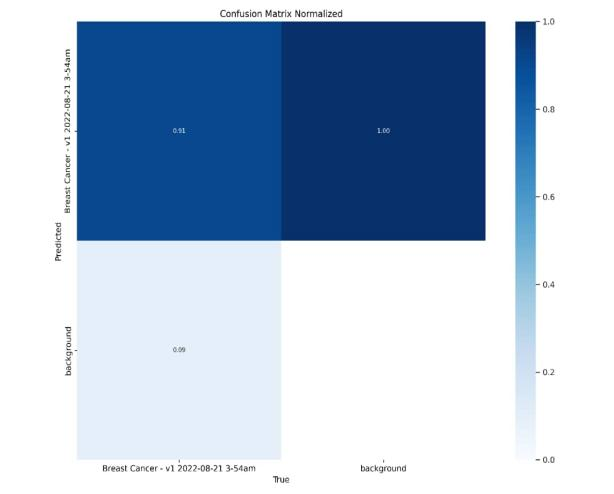 Confusion Matrix Normalized
Breast Cancer - v1 2022-08-21 3-54am
background
Predicted
0.91
1.00
0.09
Breast Cancer - v1 2022-08-21 3-54am
background
True
1.0
0.8
0.6
0.4
0.2
0.0